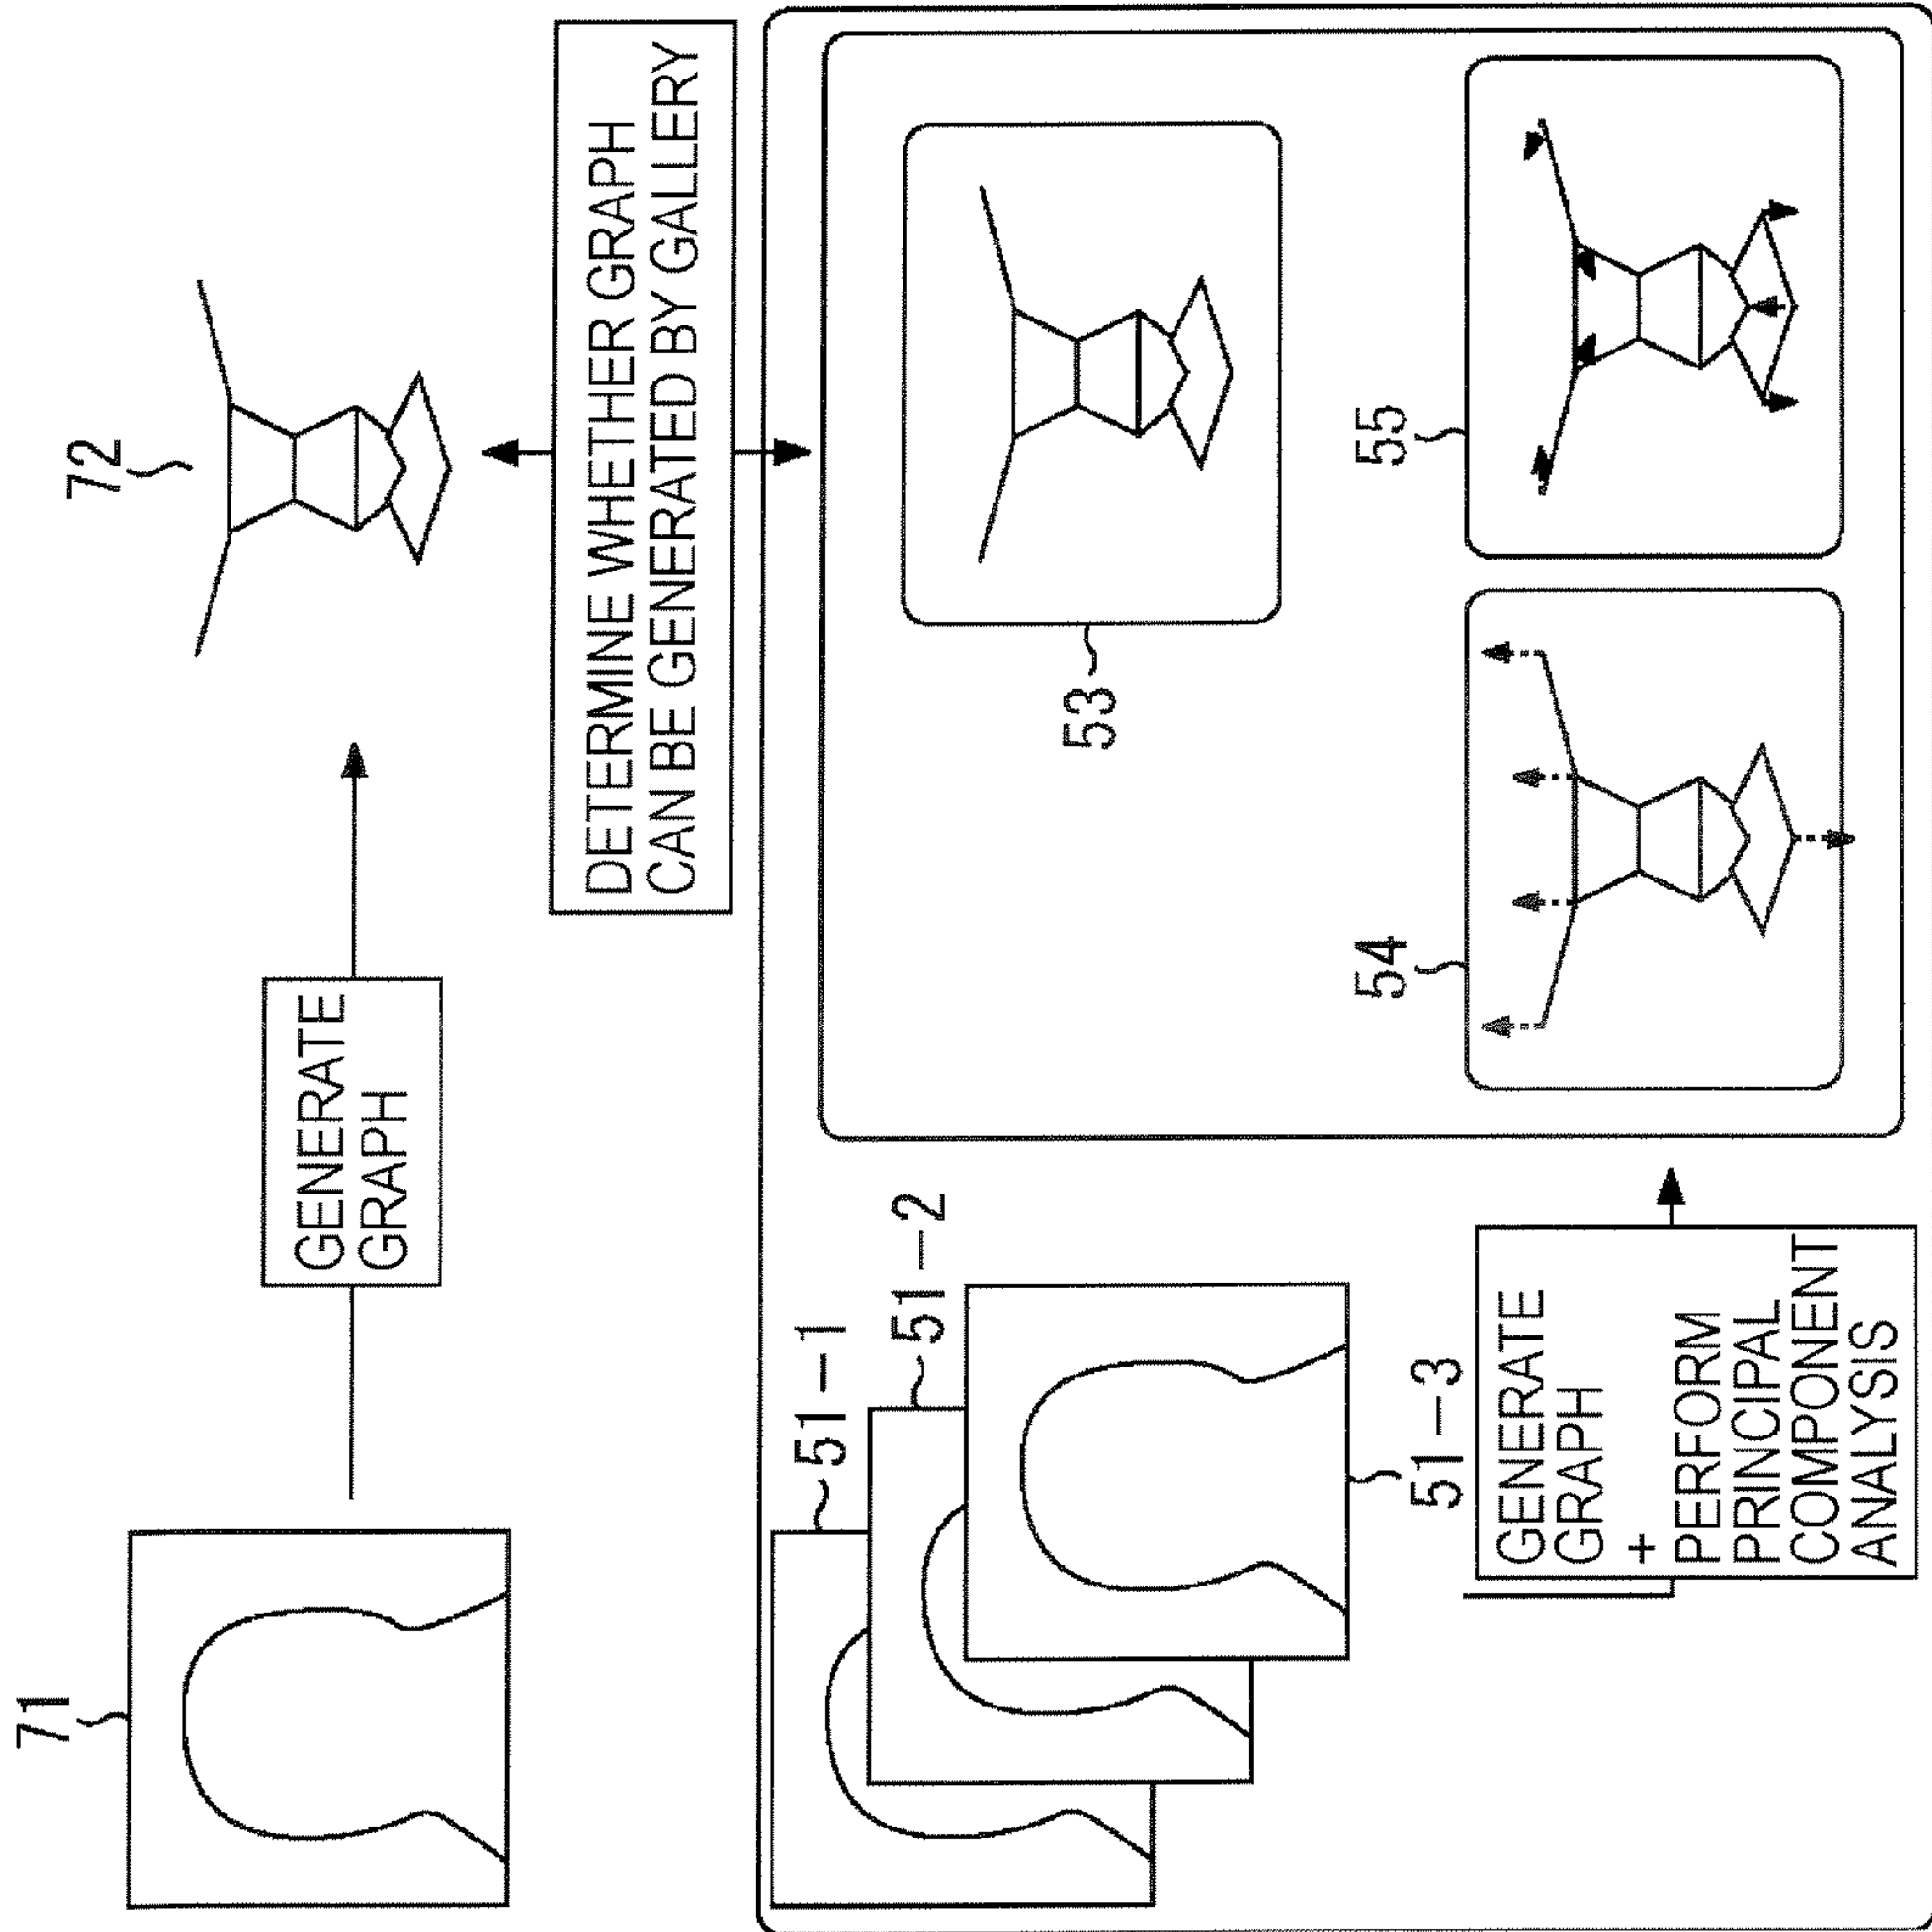 71
GENERATE
GRAPH
72
DETERMINE WHETHER GRAPH
CAN BE GENERATED BY GALLERY
51-1
51-2
51-3
GENERATE
GRAPH
+
PERFORM
PRINCIPAL
COMPONENT
ANALYSIS
53
54
55